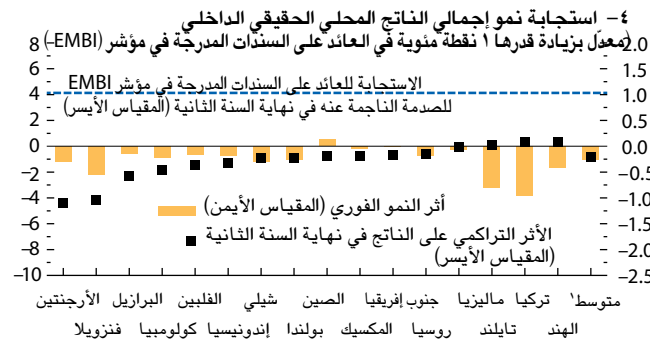 ٤– استجابة نمو إجمالي الناتج المحلي الحقيقي الداخلي
(معدّل بزيادة قدرها ١ نقطة مئوية في العائد على السندات المدرجة في مؤشر (EMBI–
8
6
4
2
0
–2
–4
–6
–8
–10
2.0
1.5
1.0
0.5
0.0
–0.5
–1.0
–1.5
–2.0
–2.5
الاستجابة للعائد على السندات المدرجة في مؤشر EMBI
للصدمة الناجمة عنه في نهاية السنة الثانية (المقياس الأيسر)
أثر النمو الفوري (المقياس الأيمن)
الأثر التراكمي على الناتج في نهاية السنة الثانية
(المقياس الأيسر)
الأرجنتين البرازيل الفلبين شيلي الصين جنوب إفريقيا ماليزيا تركيا متوسط¹
فنزويلا كولومبيا إندونيسيا بولندا المكسيك روسيا تايلند الهند